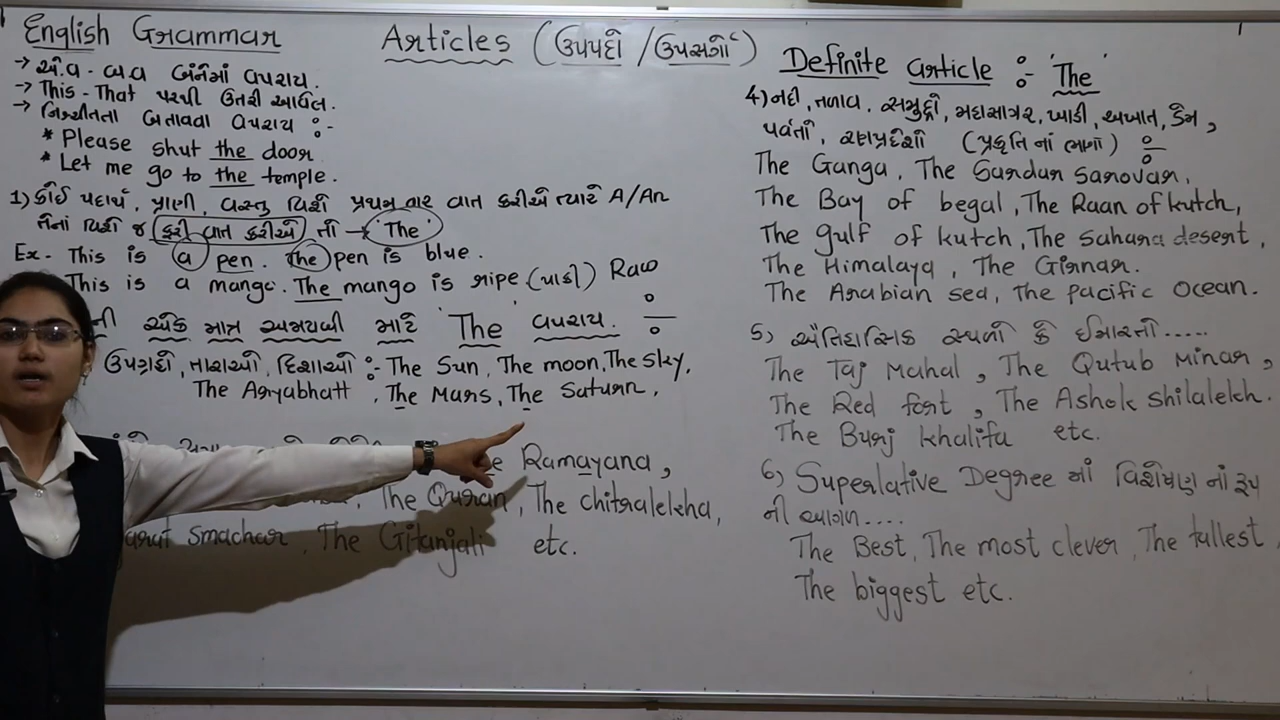 English Grammar
Articles (ઉપપદો /ઉપસર્ગો)
→ એ.વ - બ.વ બંનેમાં વપરાય.
→ This - That પરથી ઉતરી આવેલ.
→ નિશ્ચીતતા બતાવવા વપરાય :-
* Please shut the door
* Let me go to the temple.
1) કોઈ પદાર્થ, પ્રાણી, વસ્તુ વિશે પ્રથમ વાર વાત કરીએ ત્યારે A/An
તેના વિશે જ ફરી વાત કરીએ તો → The
Ex- This is a pen. The pen is blue.
This is a mango. The mango is ripe (પાકી) Raw
ની એક માત્ર અજાયબી માટે 'The' વપરાય. :-
ઉપગ્રહો, તારાઓ, દિશાઓ :- The Sun, The moon, The sky,
The Aryabhatt, The Mars, The Saturn,
Ramayana,
The Quran, The chitralekha,
Smachar, The Gitanjali etc.
Definite article :- 'The'
4) નદી, તળાવ, સમુદ્રો, મહાસાગર, ખાડી, અખાત, ડેમ,
પર્વતો, રણપ્રદેશો (પ્રકૃતિ નાં ભાગો) :-
The Ganga, The Sardar Sarovar,
The Bay of begal, The Raan of kutch,
The gulf of kutch, The Sahara desert,
The Himalaya, The Girnar.
The Arabian sea, The pacific Ocean.
5) ઐતિહાસિક સ્થળો કે ઈમારતો.....
The Taj Mahal, The Qutub Minar,
The Red fort, The Ashok shilalekh.
The Burj khalifa etc.
6) Superlative Degree માં વિશેષણ નાં રૂપ
ની આગળ....
The Best, The most clever, The tallest,
The biggest etc.